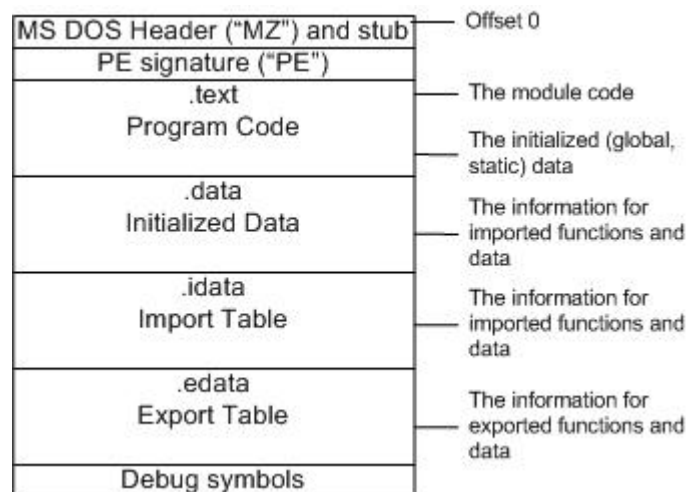 MS DOS Header (“MZ”) and stub
Offset 0
PE signature (“PE”)
.text
Program Code
The module code
The initialized (global,
static) data
.data
Initialized Data
The information for
imported functions and
data
.idata
Import Table
The information for
imported functions and
data
.edata
Export Table
The information for
exported functions and
data
Debug symbols